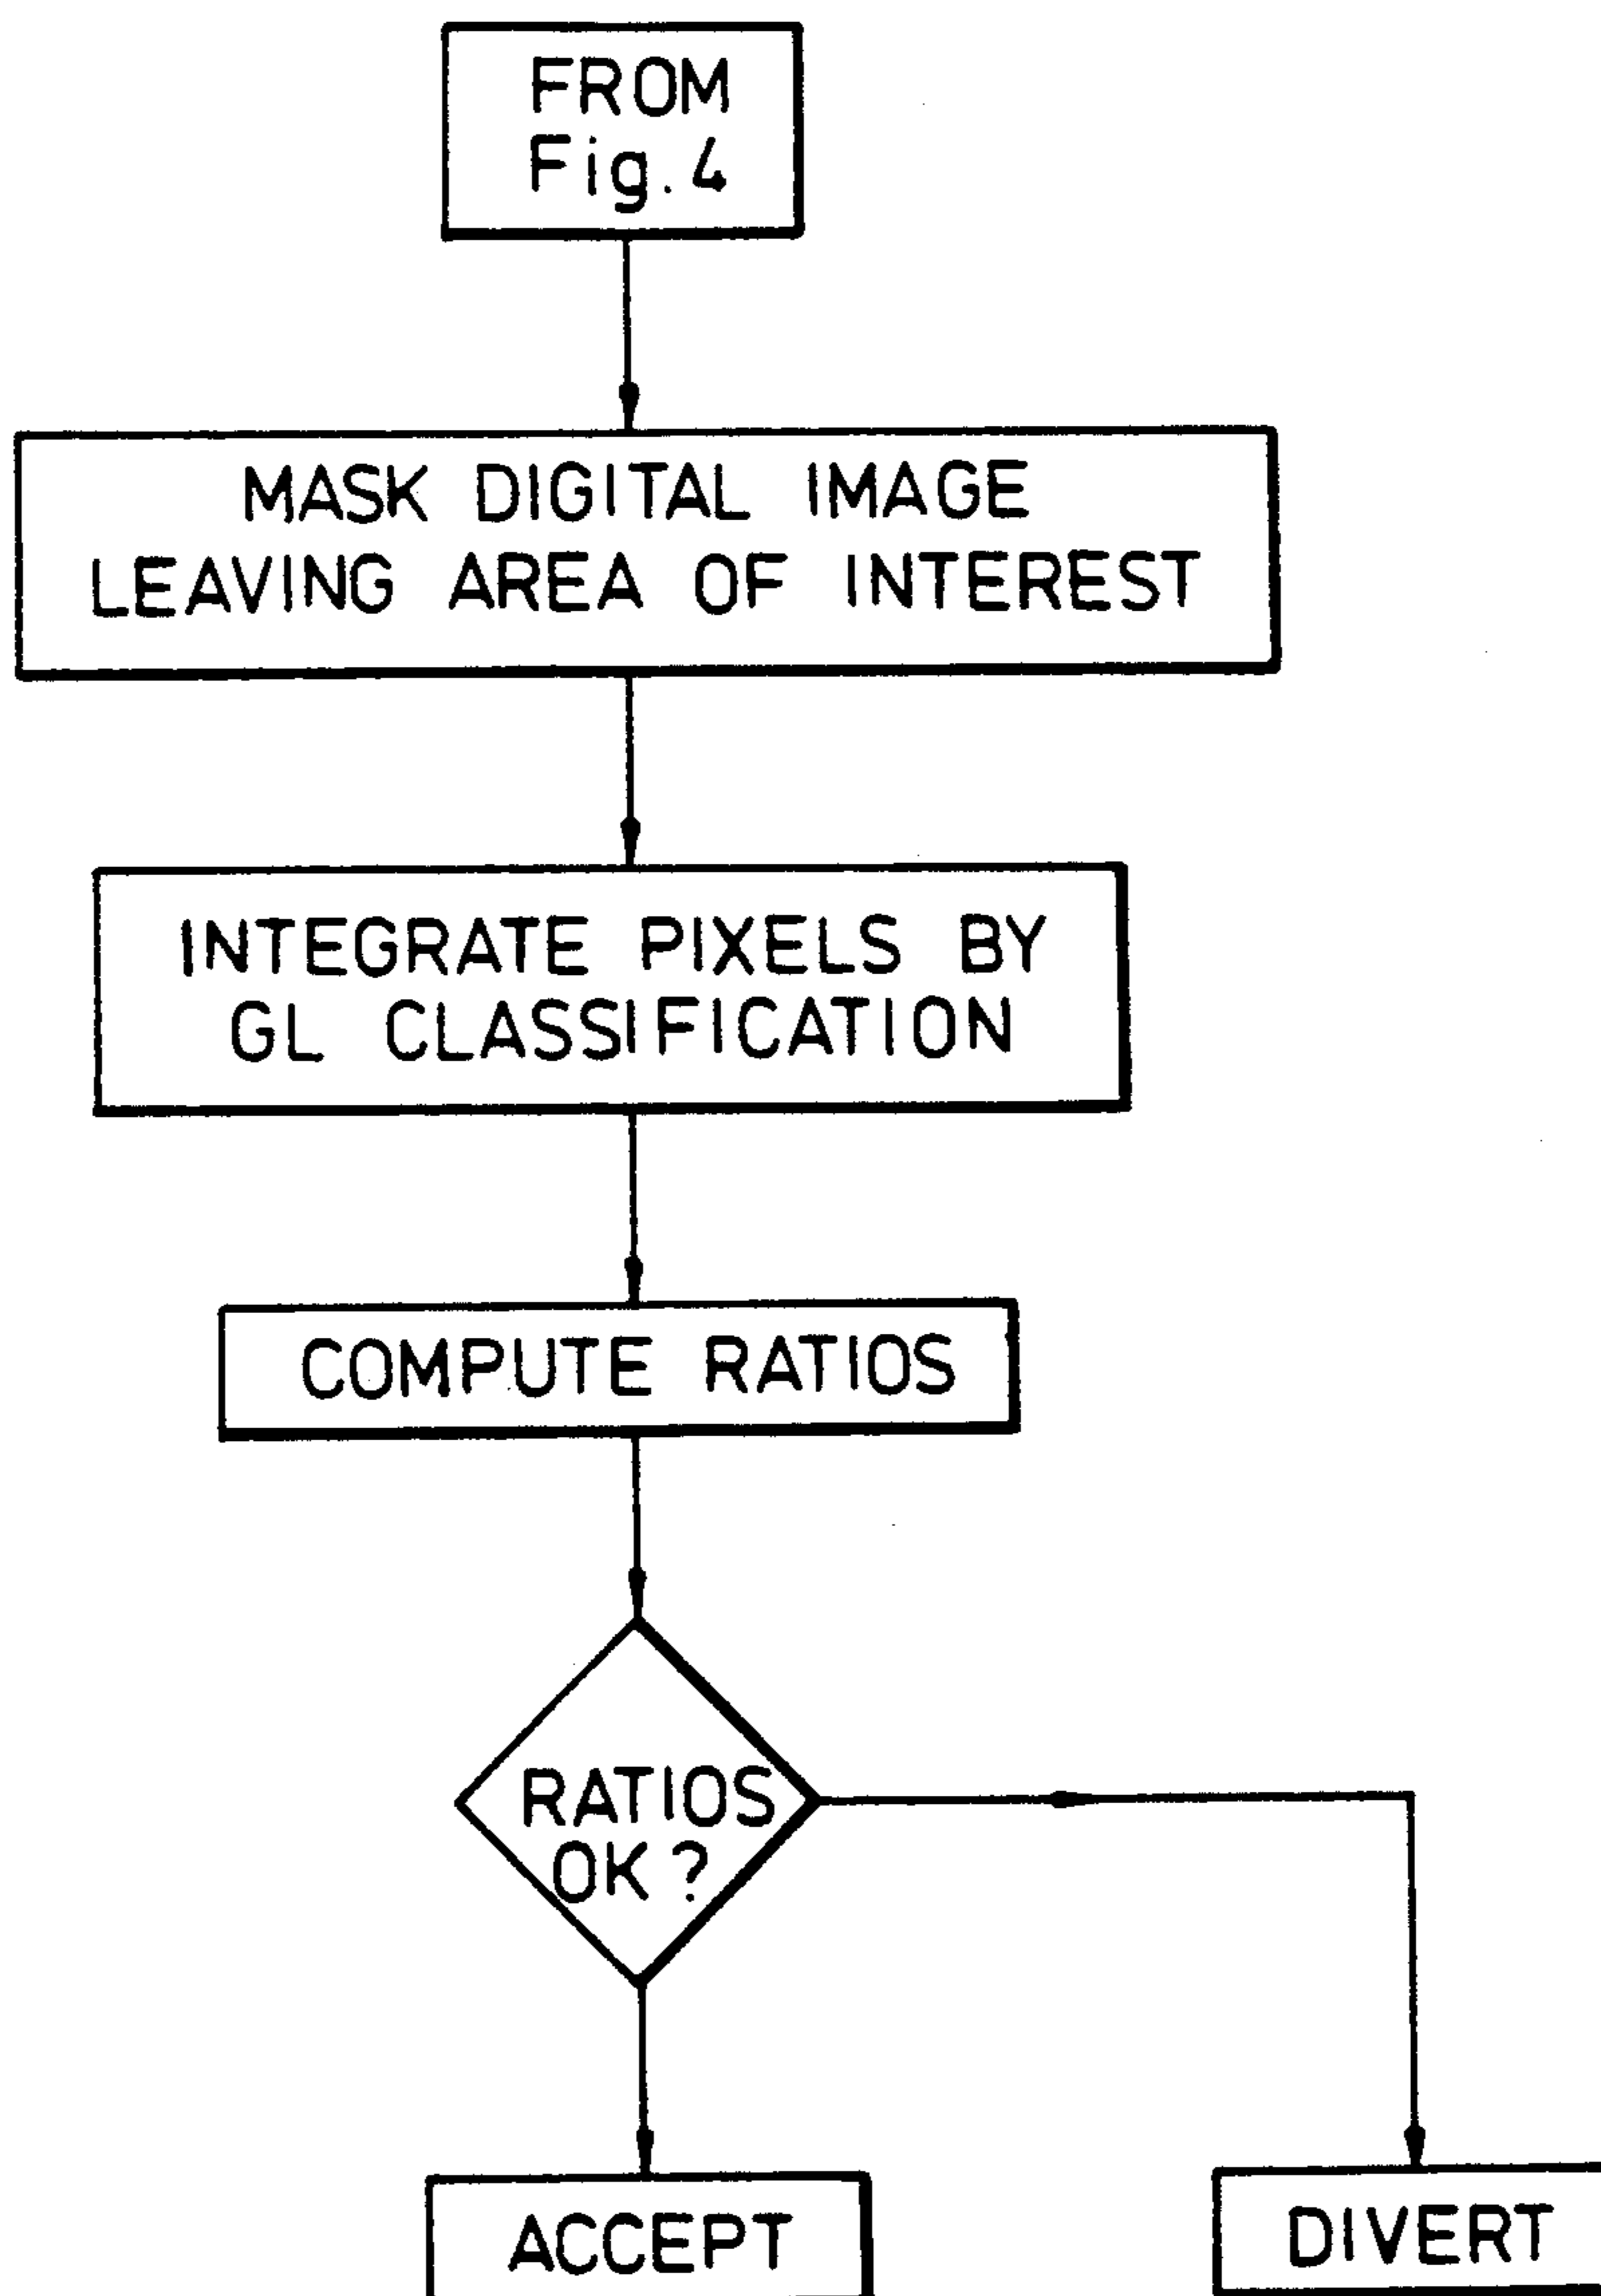 FROM
Fig. 4
MASK DIGITAL IMAGE
LEAVING AREA OF INTEREST
INTEGRATE PIXELS BY
GL CLASSIFICATION
COMPUTE RATIOS
RATIOS
OK ?
ACCEPT
DIVERT